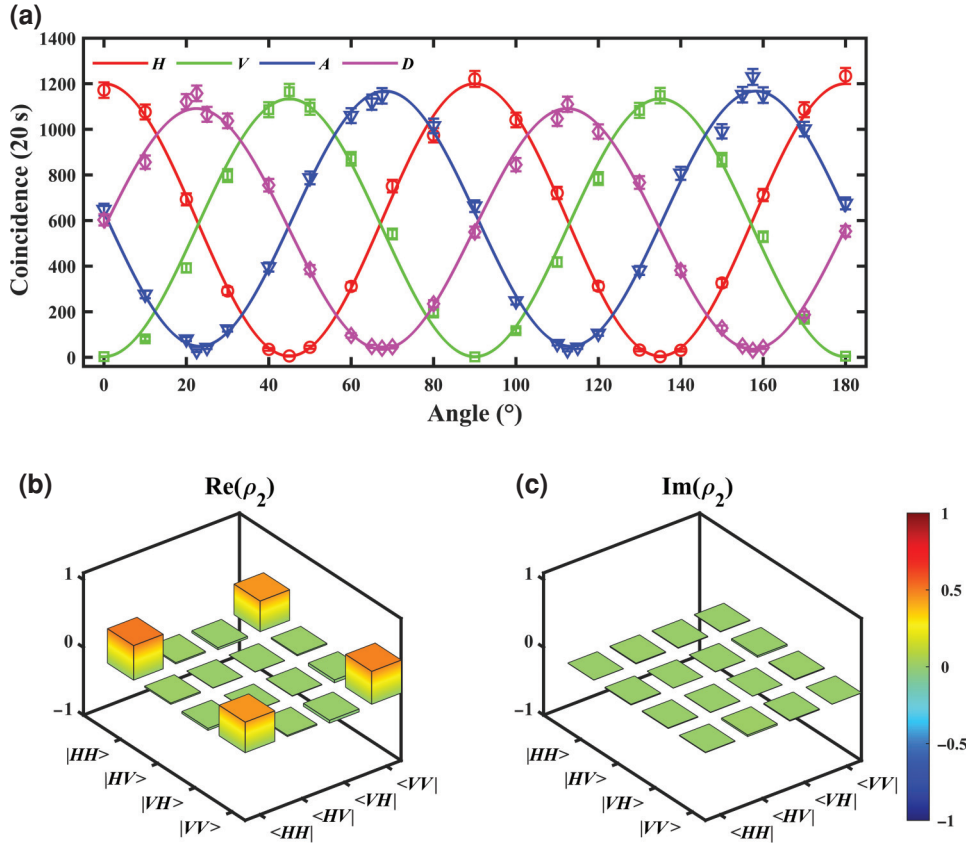 (a)
1400
1200
1000
800
600
400
200
0
Coincidence (20 s)
H V A D
0 20 40 60 80 100 120 140 160 180
Angle (°)
(b)
Re(ρ2)
1
0
−1
|HH>
|HV>
|VH>
|VV>
<HH|
<HV|
<VH|
<VV|
(c)
Im(ρ2)
1
0
−1
|HH>
|HV>
|VH>
|VV>
<HH|
<HV|
<VH|
<VV|
1
0.5
0
−0.5
−1